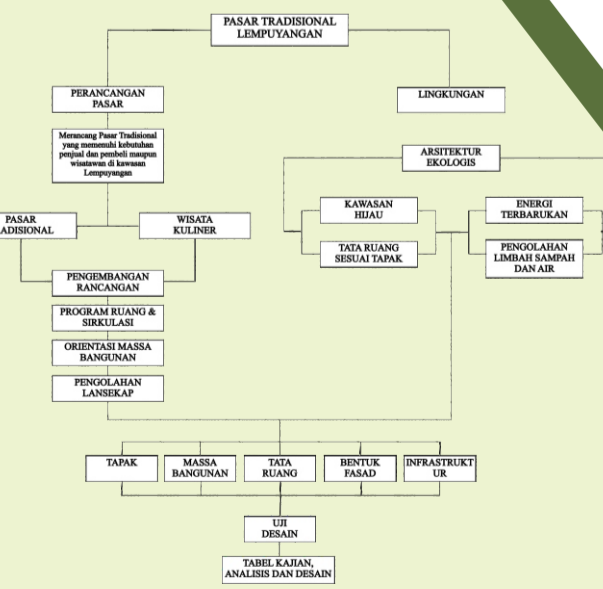 PASAR TRADISIONAL
LEMPUYANGAN
PERANCANGAN
PASAR
LINGKUNGAN
Merancang Pasar Tradisional
yang memenuhi kebutuhan
penjual dan pembeli maupun
wisatawan di kawasan
Lempuyangan
ARSITEKTUR
EKOLOGIS
PASAR
ADISIONAL
WISATA
KULINER
KAWASAN
HIJAU
ENERGI
TERBARUKAN
TATA RUANG
SESUAI TAPAK
PENGOLAHAN
LIMBAH SAMPAH
DAN AIR
PENGEMBANGAN
RANCANGAN
PROGRAM RUANG &
SIRKULASI
ORIENTASI MASSA
BANGUNAN
PENGOLAHAN
LANSEKAP
TAPAK
MASSA
BANGUNAN
TATA
RUANG
BENTUK
FASAD
INFRASTRUKT
UR
UJI
DESAIN
TABEL KAJIAN,
ANALISIS DAN DESAIN